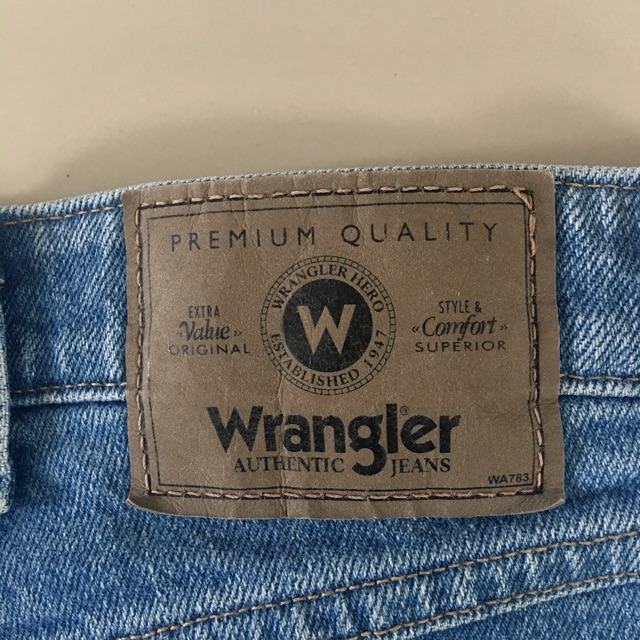 PREMIUM QUALITY
EXTRA
"Value»
ORIGINAL
WRANGLER HERO
W
ESTABLISHED 1947
STYLE &
«Comfort»
SUPERIOR
Wrangler®
AUTHENTIC JEANS
WA783